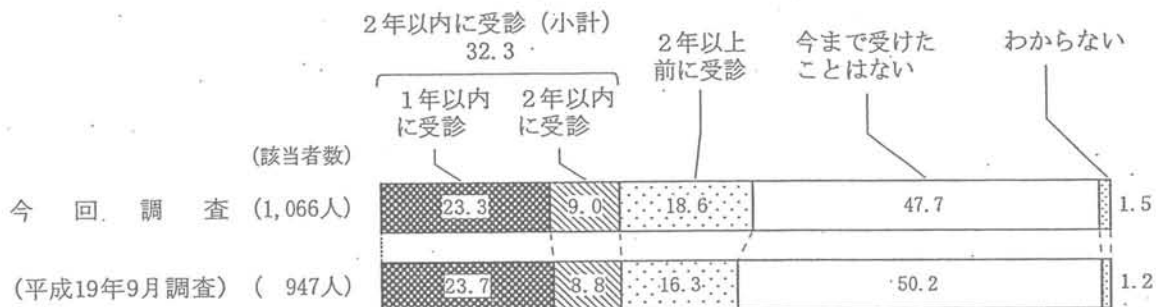 2年以内に受診(小計)
32.3
1年以内
に受診
2年以内
に受診
2年以上
前に受診
今まで受けた
ことはない
わからない
(該当者数)
今回調査 (1,066人) 23.3 9.0 18.6 47.7 1.5
(平成19年9月調査) ( 947人) 23.7 8.8 16.3 50.2 1.2